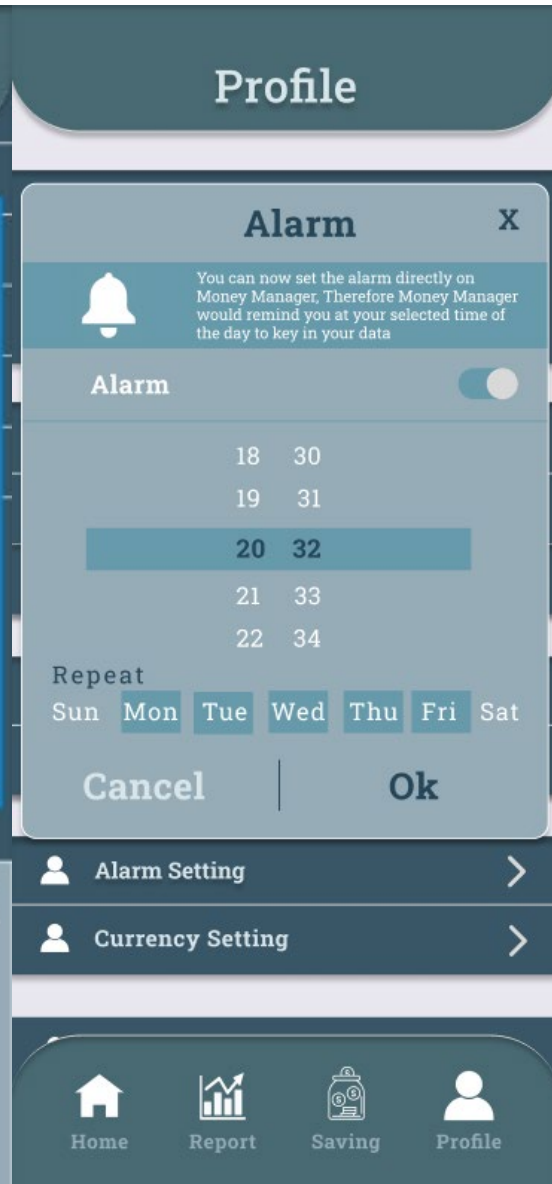 Profile
Alarm X
You can now set the alarm directly on
Money Manager, Therefore Money Manager
would remind you at your selected time of
the day to key in your data
Alarm
18 30
19 31
20 32
21 33
22 34
Repeat
Sun Mon Tue Wed Thu Fri Sat
Cancel Ok
Alarm Setting
Currency Setting
Home Report Saving Profile